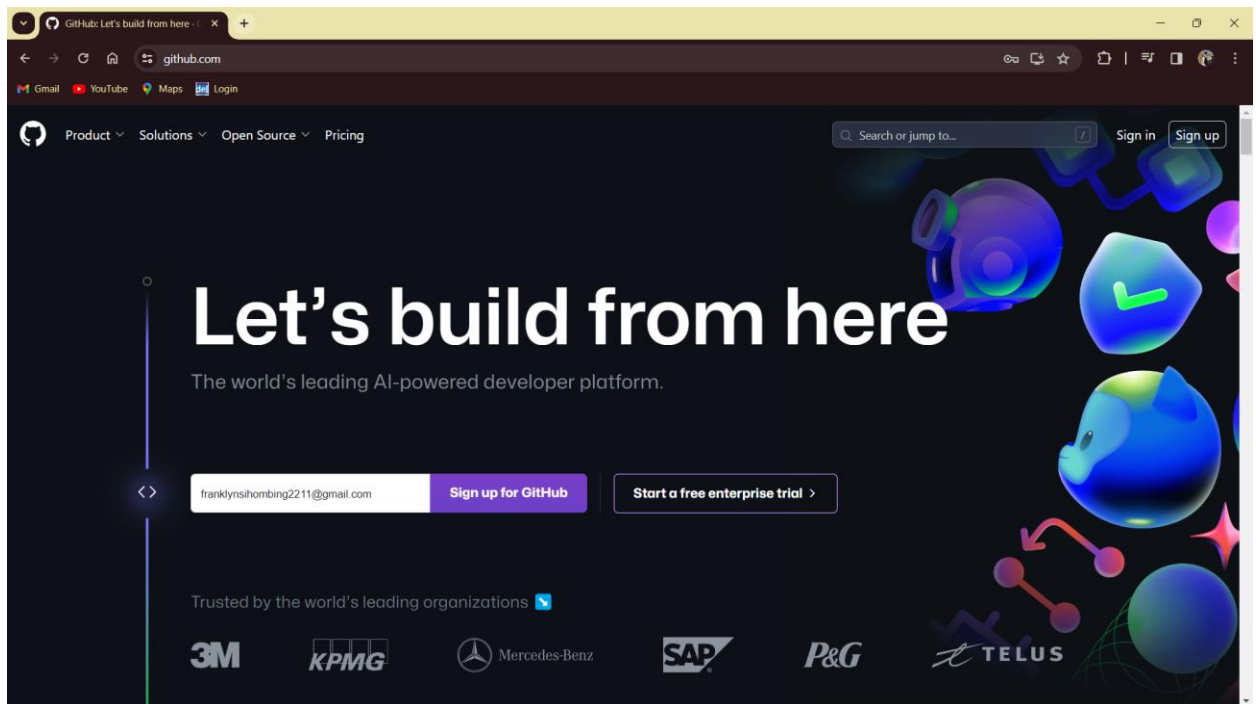 GitHub: Let's build from here · G
github.com
Gmail YouTube Maps del Login
Product Solutions Open Source Pricing Search or jump to... / Sign in Sign up
Let's build from here
The world's leading AI-powered developer platform.
franklynsihombing2211@gmail.com Sign up for GitHub Start a free enterprise trial
Trusted by the world's leading organizations
3M KPMG Mercedes-Benz SAP P&G TELUS